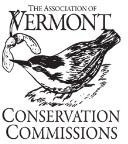 THE ASSOCIATION OF
VERMONT
CONSERVATION
COMMISSIONS